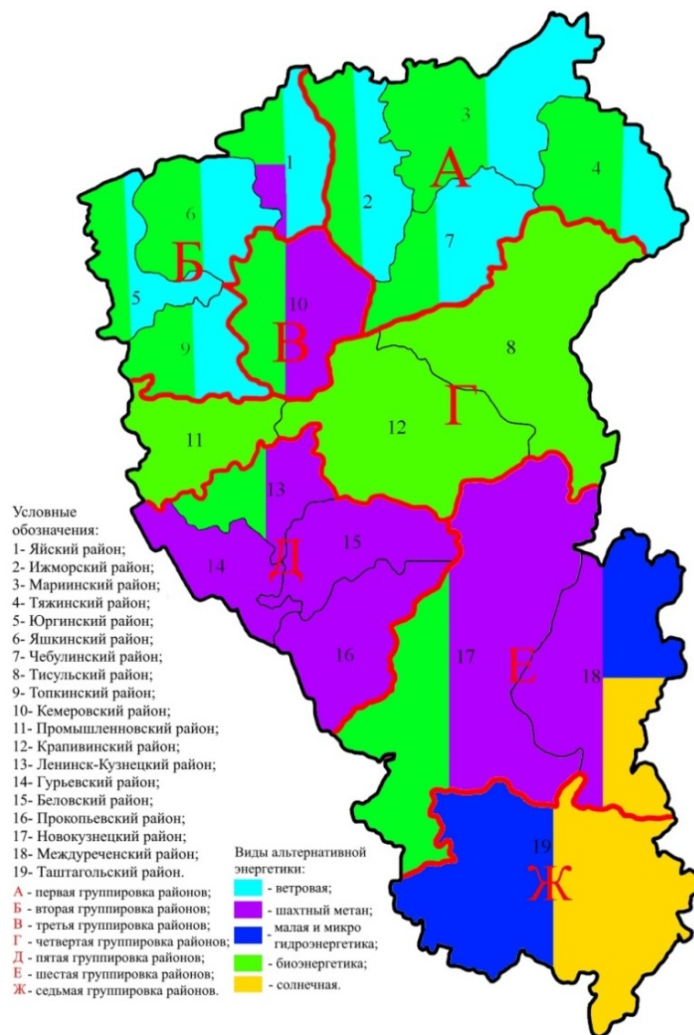 3
1
А
4
2
6
7
Б
5
10
8
9
В
Г
12
11
13
Условные
обозначения:
1- Яйский район;
2- Ижморский район;
3- Мариинский район;
4- Тяжинский район;
5- Юргинский район;
6- Яшкинский район;
7- Чебулинский район;
8- Тисульский район;
9- Топкинский район;
10- Кемеровский район;
11- Промышленновский район;
12- Крапивинский район;
13- Ленинск-Кузнецкий район;
14- Гурьевский район;
15- Беловский район;
16- Прокопьевский район;
17- Новокузнецкий район;
18- Междуреченский район;
19- Таштагольский район.
А - первая группировка районов;
Б - вторая группировка районов;
В - третья группировка районов;
Г - четвертая группировка районов;
Д - пятая группировка районов;
Е - шестая группировка районов;
Ж - седьмая группировка районов.
15
Д
14
16
17
Е
18
19
Ж
Виды альтернативной
энергетики:
- ветровая;
- шахтный метан;
- малая и микро
гидроэнергетика;
- биоэнергетика;
- солнечная.